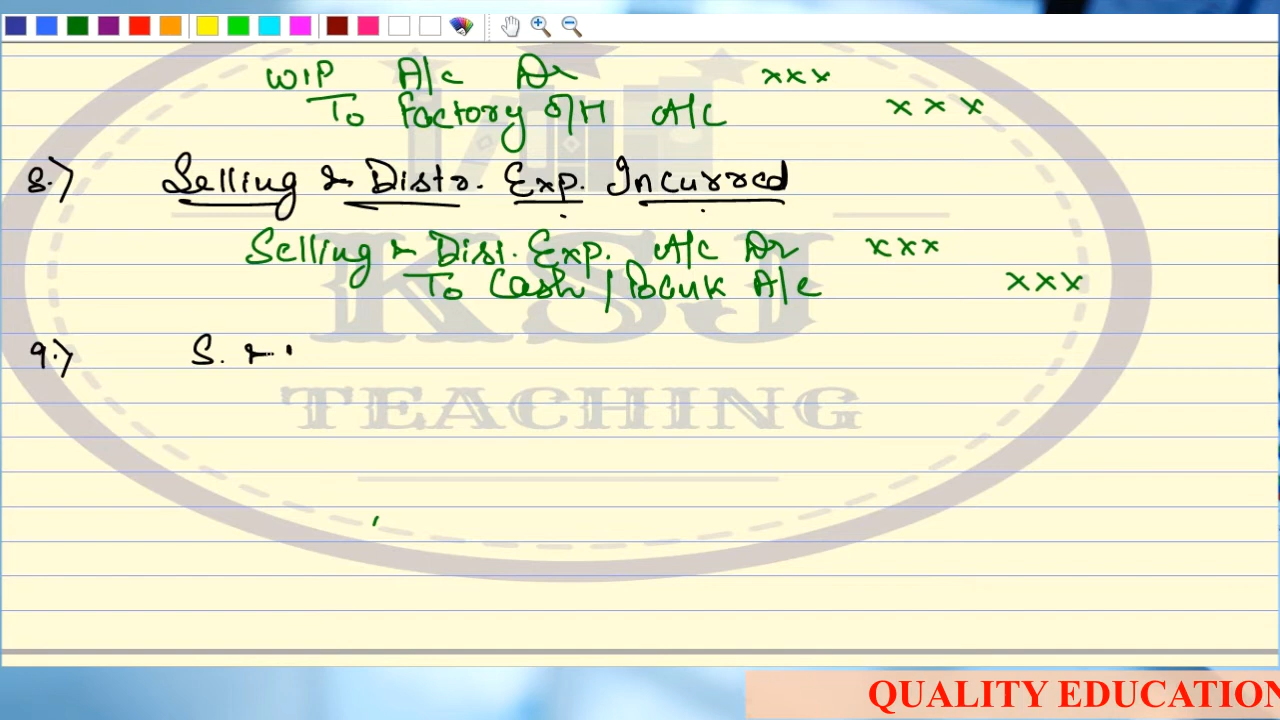 WIP A/c Dr xxx
To Factory O/H A/C xxx
8.) Selling & Distr. Exp. Incurred
Selling & Dist. Exp. A/c Dr xxx
To Cash / Bank A/c xxx
9.) S. &
KSJ
TEACHING
QUALITY EDUCATION